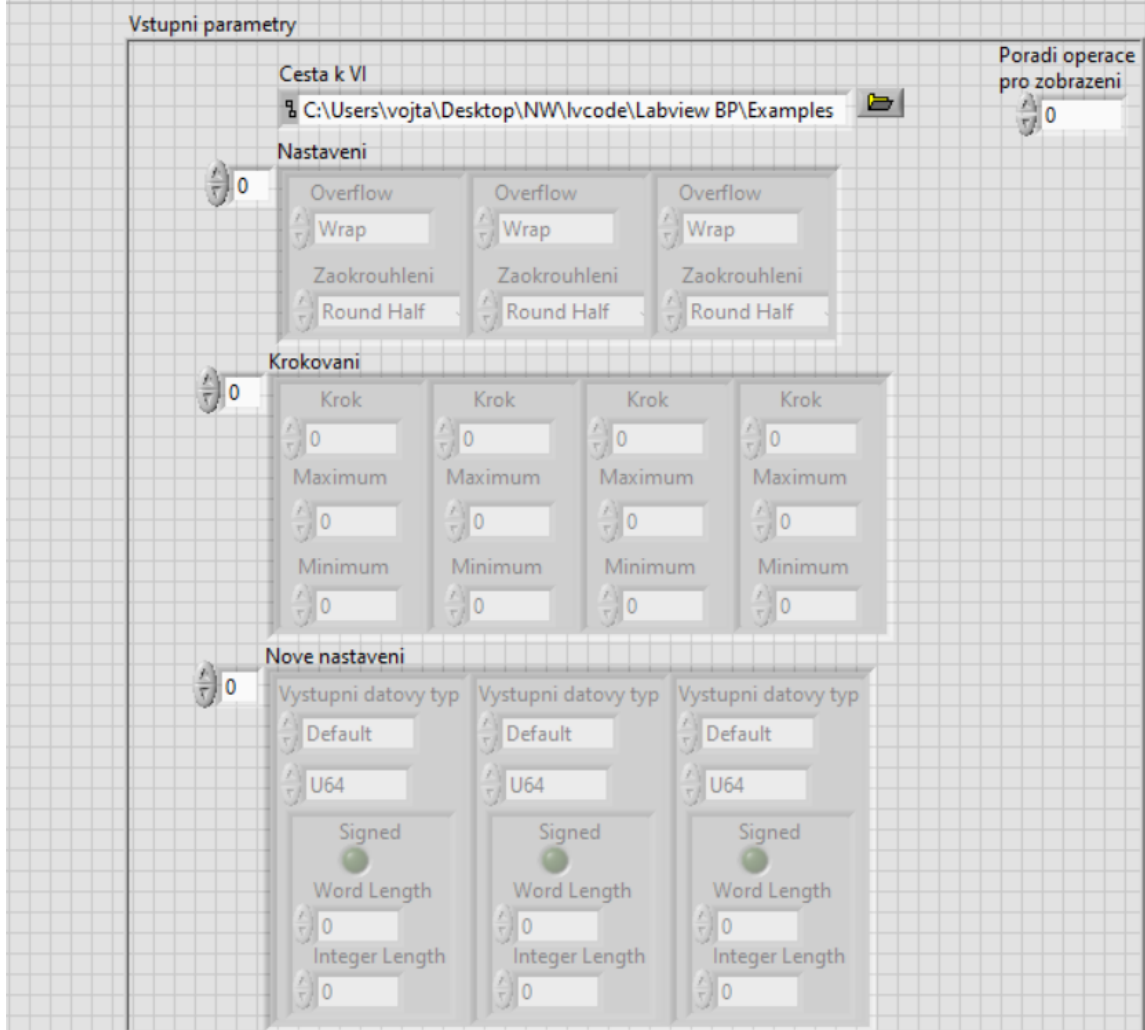 Vstupni parametry
Poradi operace
pro zobrazeni
0
Cesta k VI
C:\Users\vojta\Desktop\NW\lvcode\Labview BP\Examples
Nastaveni
0
Overflow Overflow Overflow
Wrap Wrap Wrap
Zaokrouhleni Zaokrouhleni Zaokrouhleni
Round Half Round Half Round Half
Krokovani
0
Krok Krok Krok Krok
0 0 0 0
Maximum Maximum Maximum Maximum
0 0 0 0
Minimum Minimum Minimum Minimum
0 0 0 0
Nove nastaveni
0
Vystupni datovy typ Vystupni datovy typ Vystupni datovy typ
Default Default Default
U64 U64 U64
Signed Signed Signed
Word Length Word Length Word Length
0 0 0
Integer Length Integer Length Integer Length
0 0 0